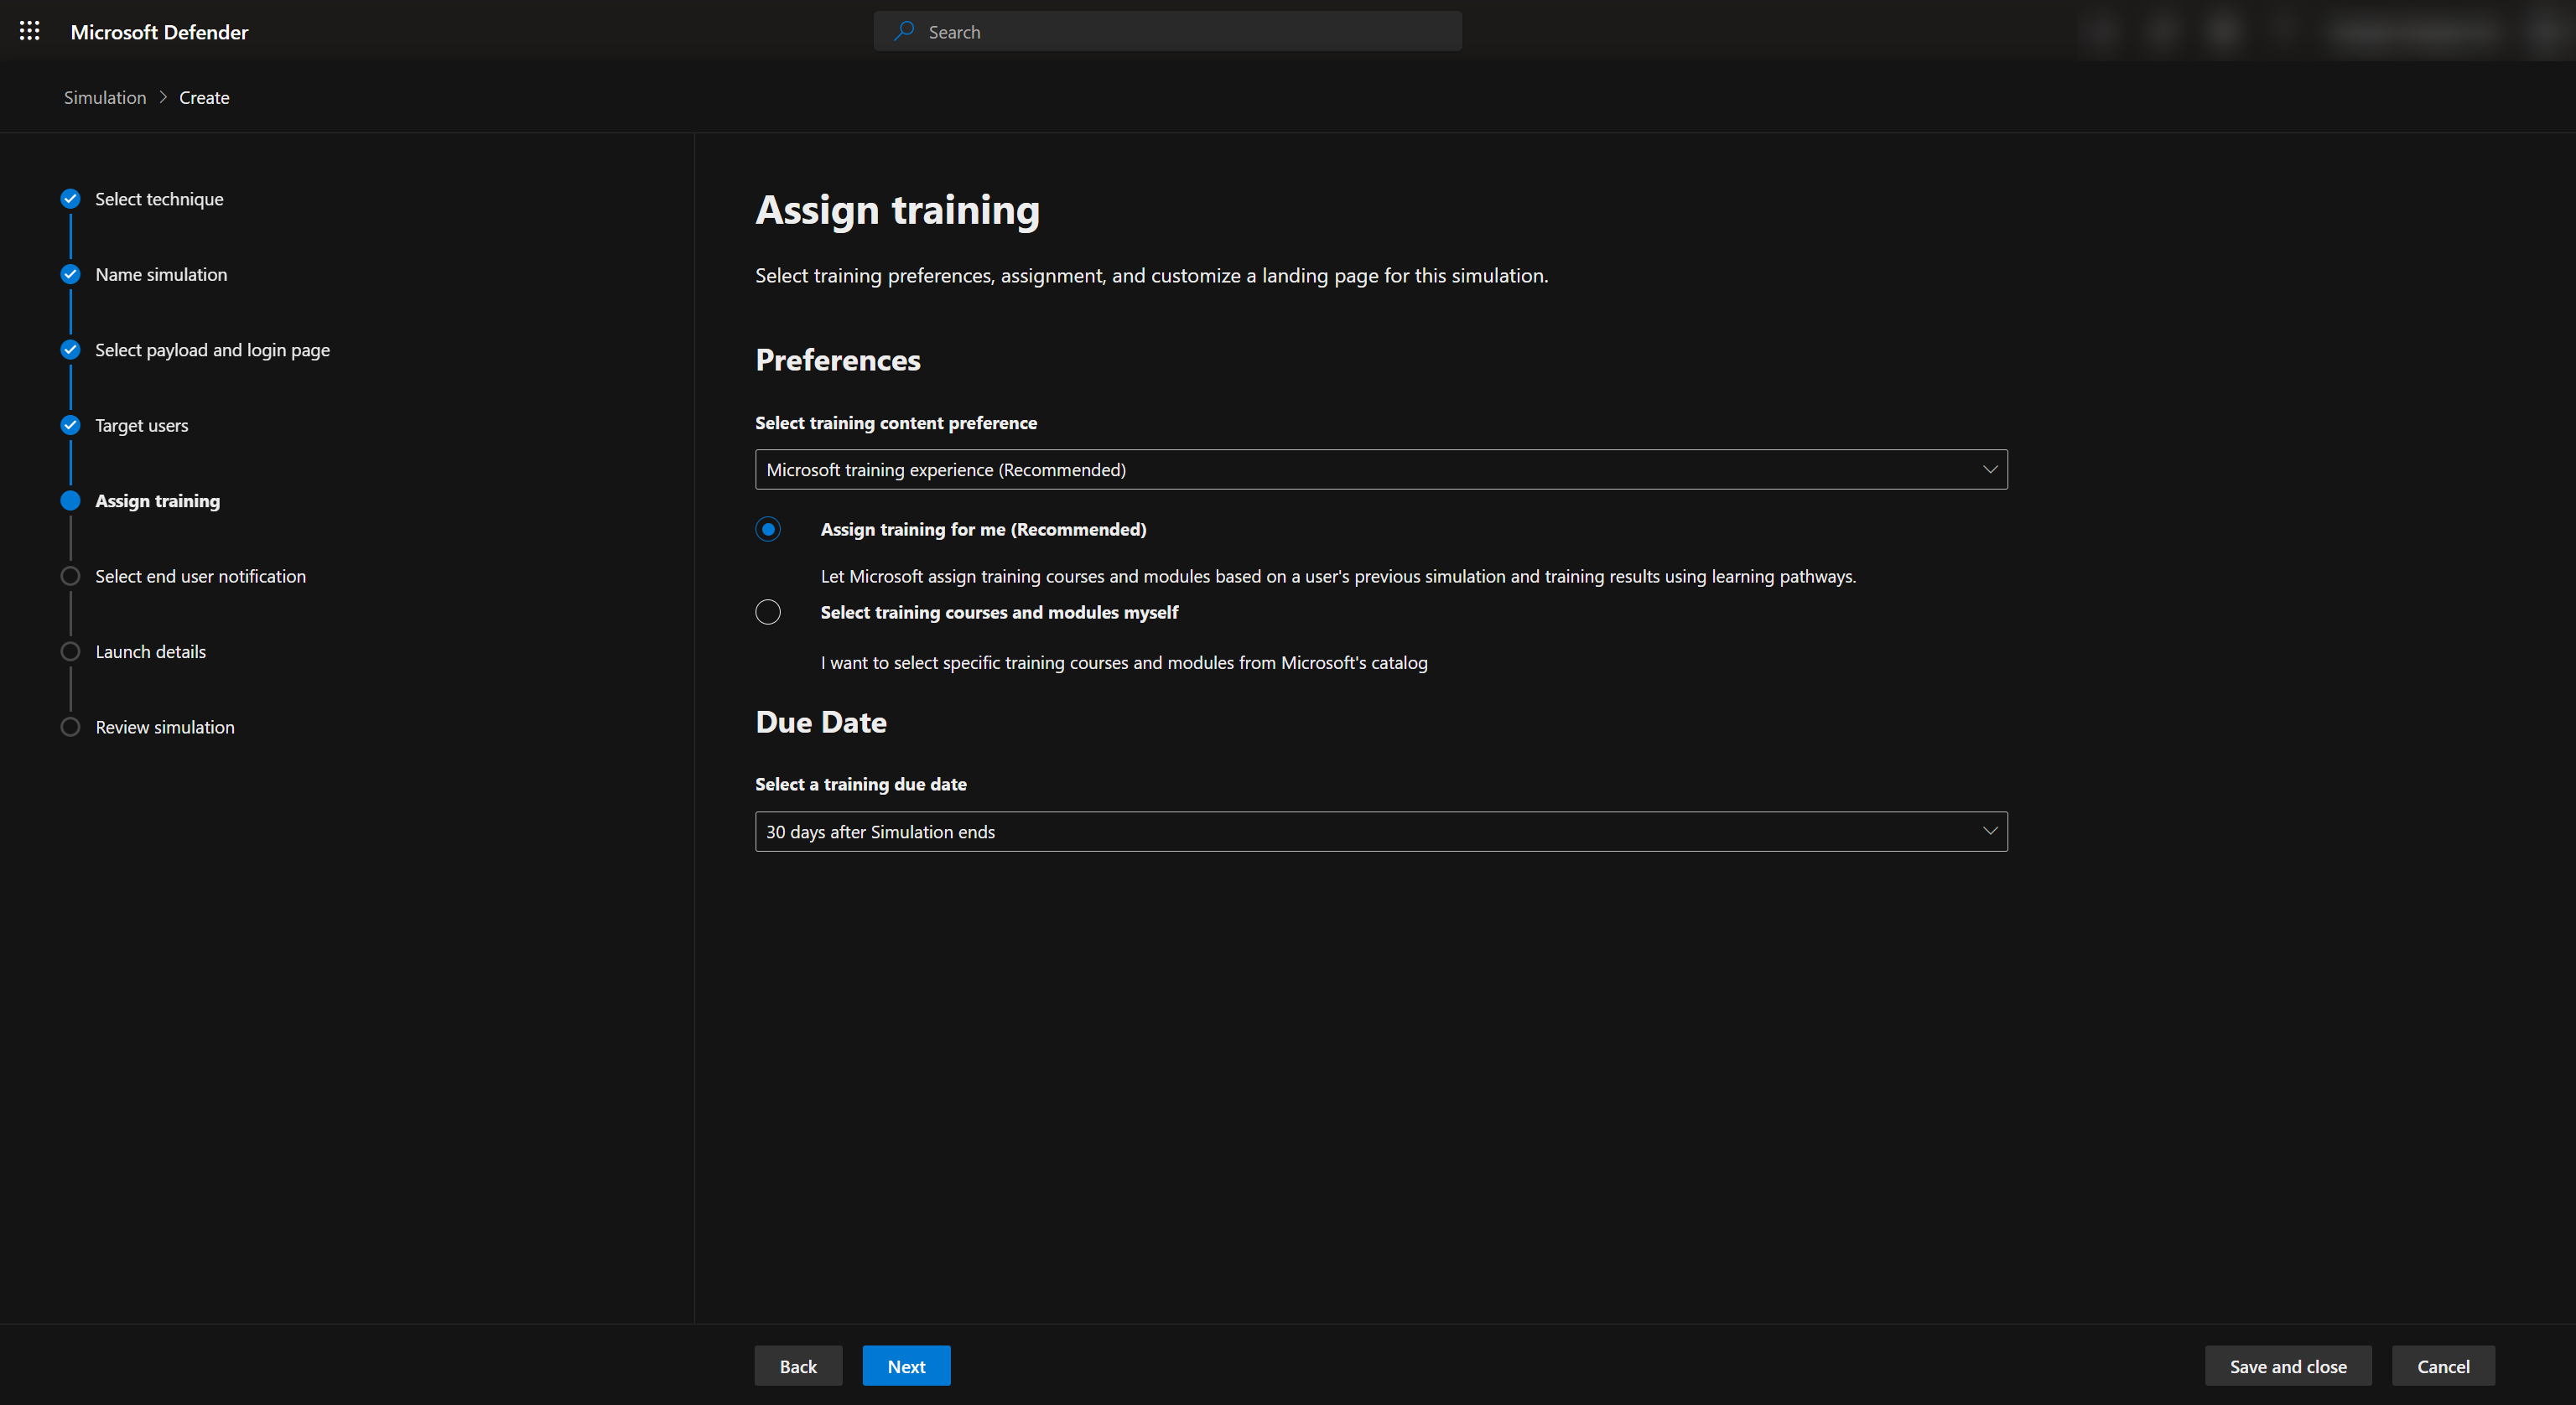 Microsoft Defender
Search
Simulation > Create
Select technique
Name simulation
Select payload and login page
Target users
Assign training
Select end user notification
Launch details
Review simulation
Assign training
Select training preferences, assignment, and customize a landing page for this simulation.
Preferences
Select training content preference
Microsoft training experience (Recommended)
Assign training for me (Recommended)
Let Microsoft assign training courses and modules based on a user's previous simulation and training results using learning pathways.
Select training courses and modules myself
I want to select specific training courses and modules from Microsoft's catalog
Due Date
Select a training due date
30 days after Simulation ends
Back
Next
Save and close
Cancel